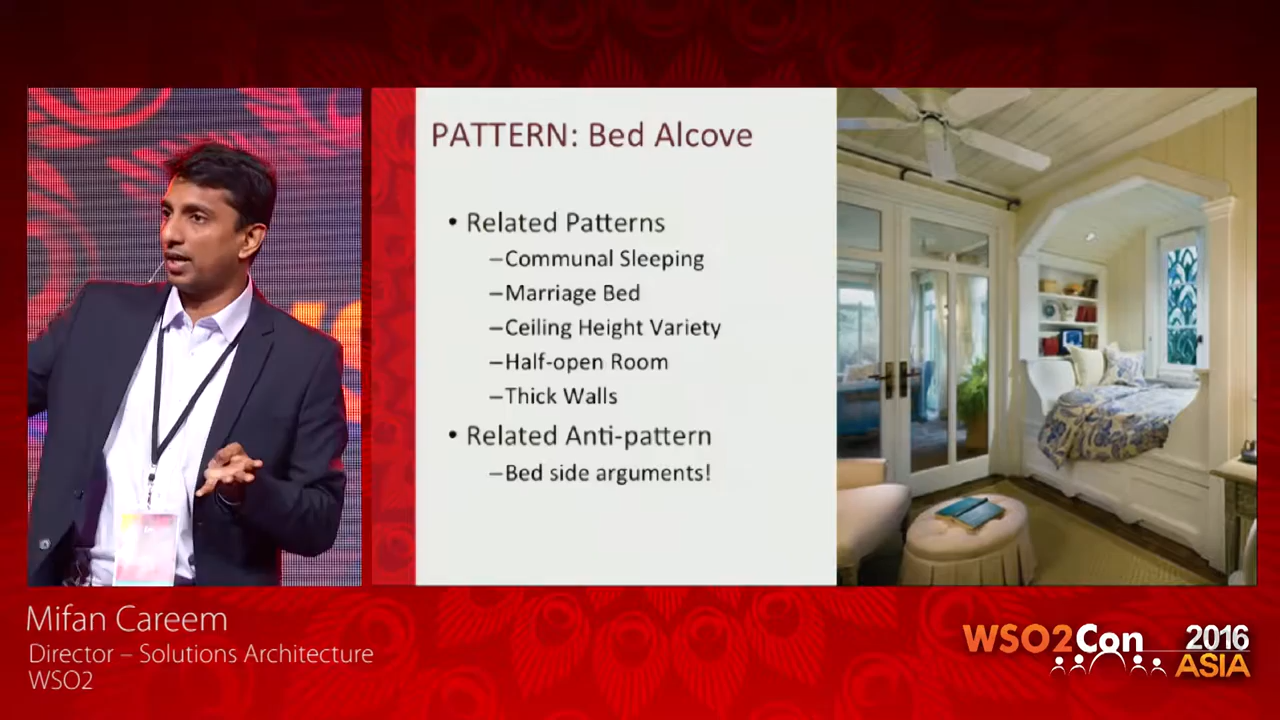 PATTERN: Bed Alcove
• Related Patterns
–Communal Sleeping
–Marriage Bed
–Ceiling Height Variety
–Half-open Room
–Thick Walls
• Related Anti-pattern
–Bed side arguments!
Mifan Careem
Director – Solutions Architecture
WSO2
WSO2Con 2016
ASIA